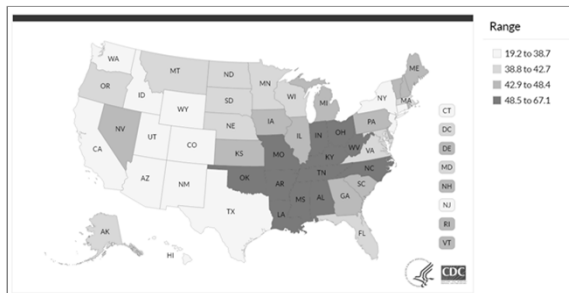 Range
19.2 to 38.7
38.8 to 42.7
42.9 to 48.4
48.5 to 67.1
WA
MT
ND
MN
ME
OR
ID
SD
WI
MI
NY
MA
WY
IA
PA
NE
NV
UT
CO
IL
IN
OH
WV
VA
CA
KS
MO
KY
NC
TN
AZ
NM
OK
AR
SC
MS
AL
GA
TX
LA
FL
AK
HI
CT
DC
DE
MD
NH
NJ
RI
VT
CDC